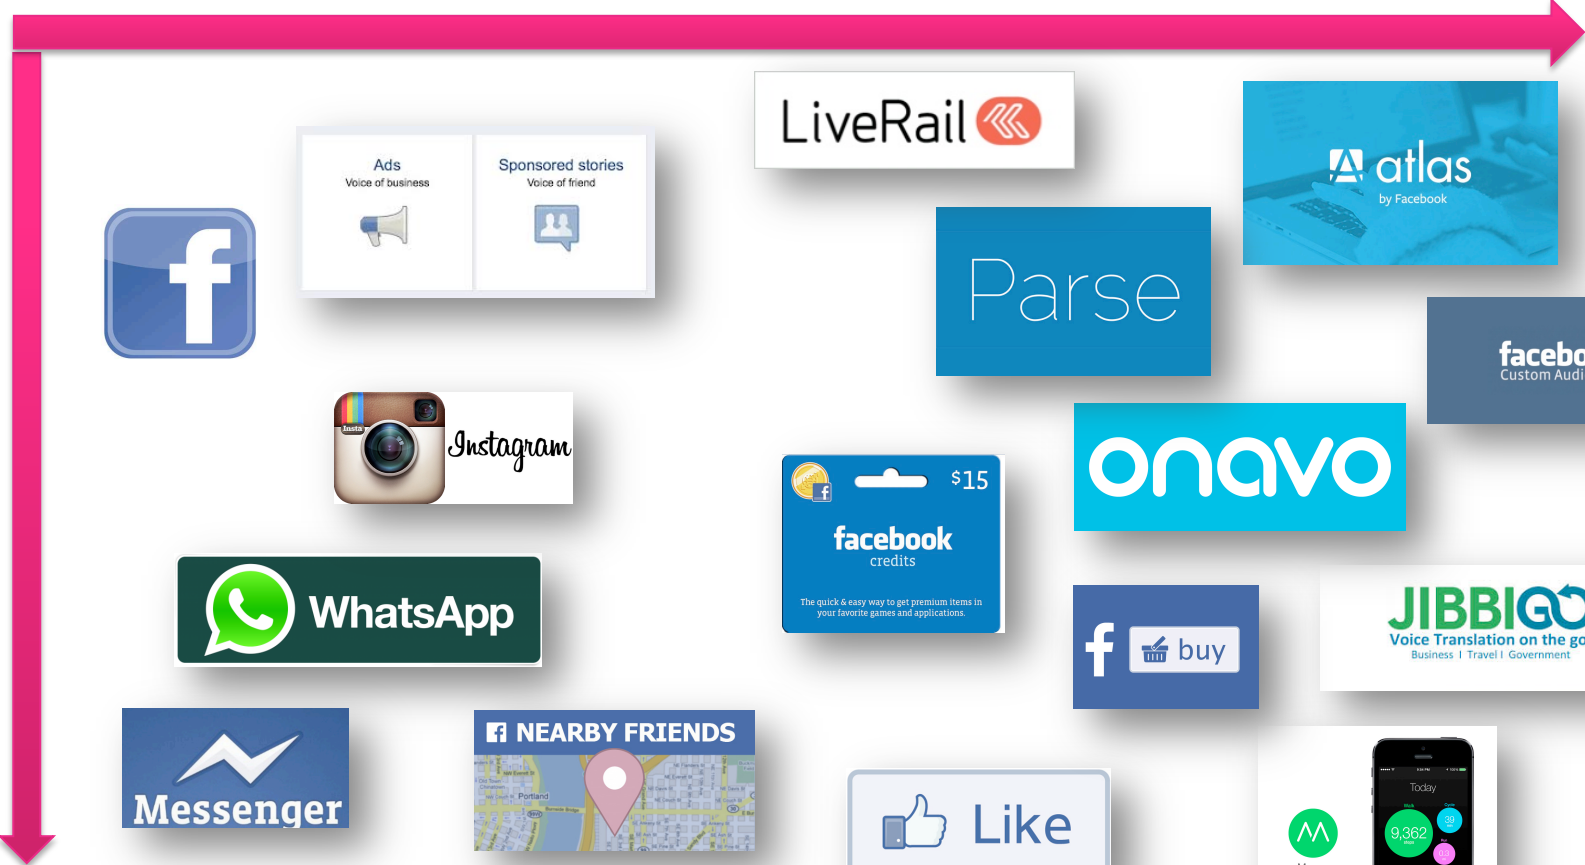 LiveRail
Ads
Voice of business
Sponsored stories
Voice of friend
atlas
by Facebook
f
Parse
facebo
Custom Audi
Insta
Instagram
onavo
$15
facebook
credits
The quick & easy way to get premium items in
your favorite games and applications.
WhatsApp
f buy
JIBBIGO
Voice Translation on the go
Business | Travel | Government
Messenger
f NEARBY FRIENDS
Portland
Like
Today
9,362
39